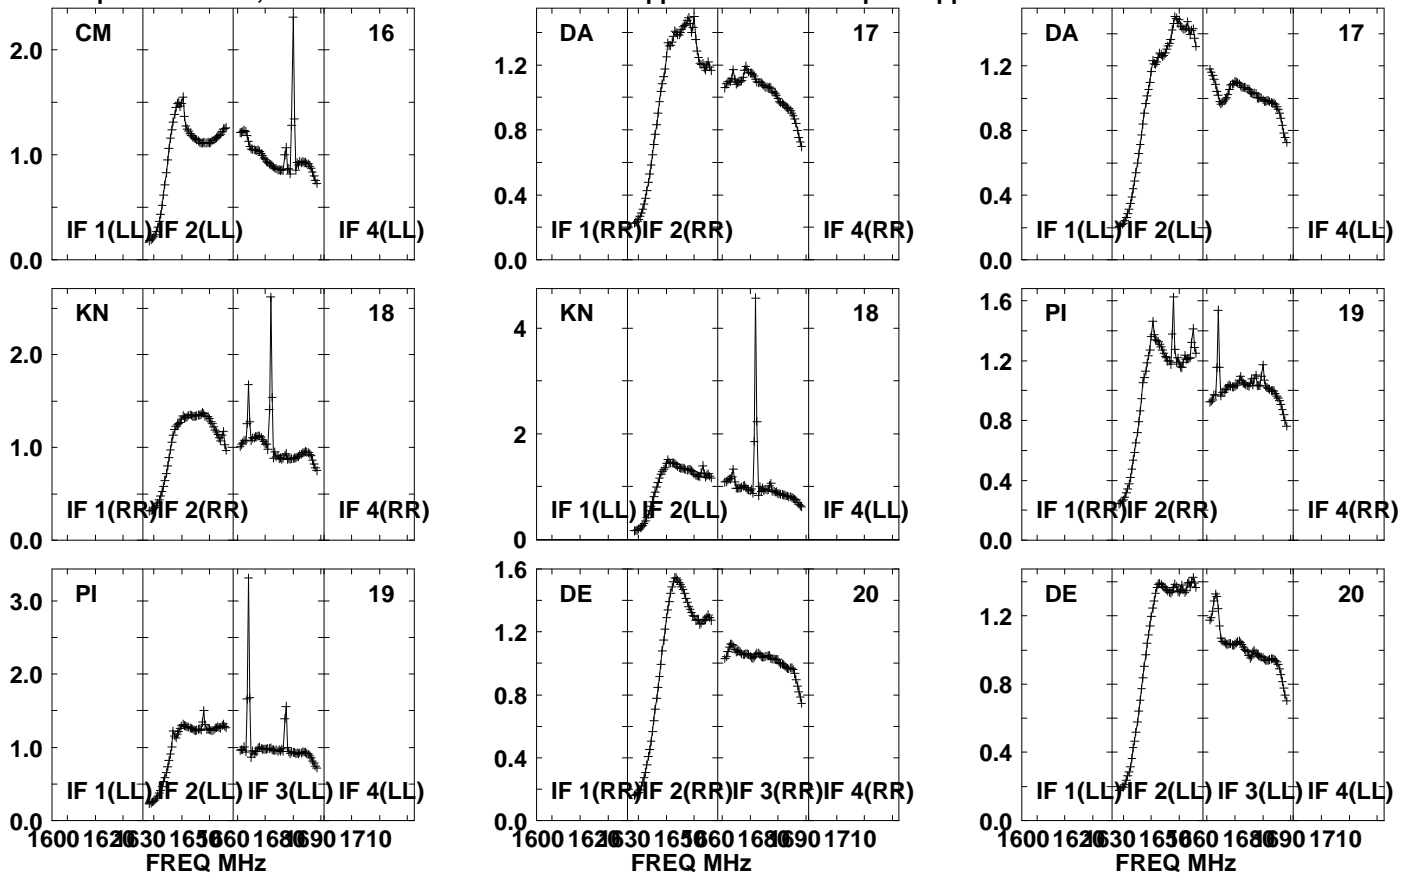 CM 16 DA 17 DA 17
2.0 1.0 0.0
IF 1(LL) IF 2(LL) IF 4(LL)
1.2 0.8 0.4 0.0
IF 1(RR) IF 2(RR) IF 4(RR)
1.2 0.8 0.4 0.0
IF 1(LL) IF 2(LL) IF 4(LL)
KN 18 KN 18 PI 19
2.0 1.0 0.0
IF 1(RR) IF 2(RR) IF 4(RR)
4 2 0
IF 1(LL) IF 2(LL) IF 4(LL)
1.6 1.2 0.8 0.4 0.0
IF 1(RR) IF 2(RR) IF 4(RR)
PI 19 DE 20 DE 20
3.0 2.0 1.0 0.0
IF 1(LL) IF 2(LL) IF 3(LL) IF 4(LL)
1.6 1.2 0.8 0.4 0.0
IF 1(RR) IF 2(RR) IF 3(RR) IF 4(RR)
1.2 0.8 0.4 0.0
IF 1(LL) IF 2(LL) IF 3(LL) IF 4(LL)
1600 1620 1630 1650 1660 1680 1690 1710
FREQ MHz
1600 1620 1630 1650 1660 1680 1690 1710
FREQ MHz
1600 1620 1630 1650 1660 1680 1690 1710
FREQ MHz